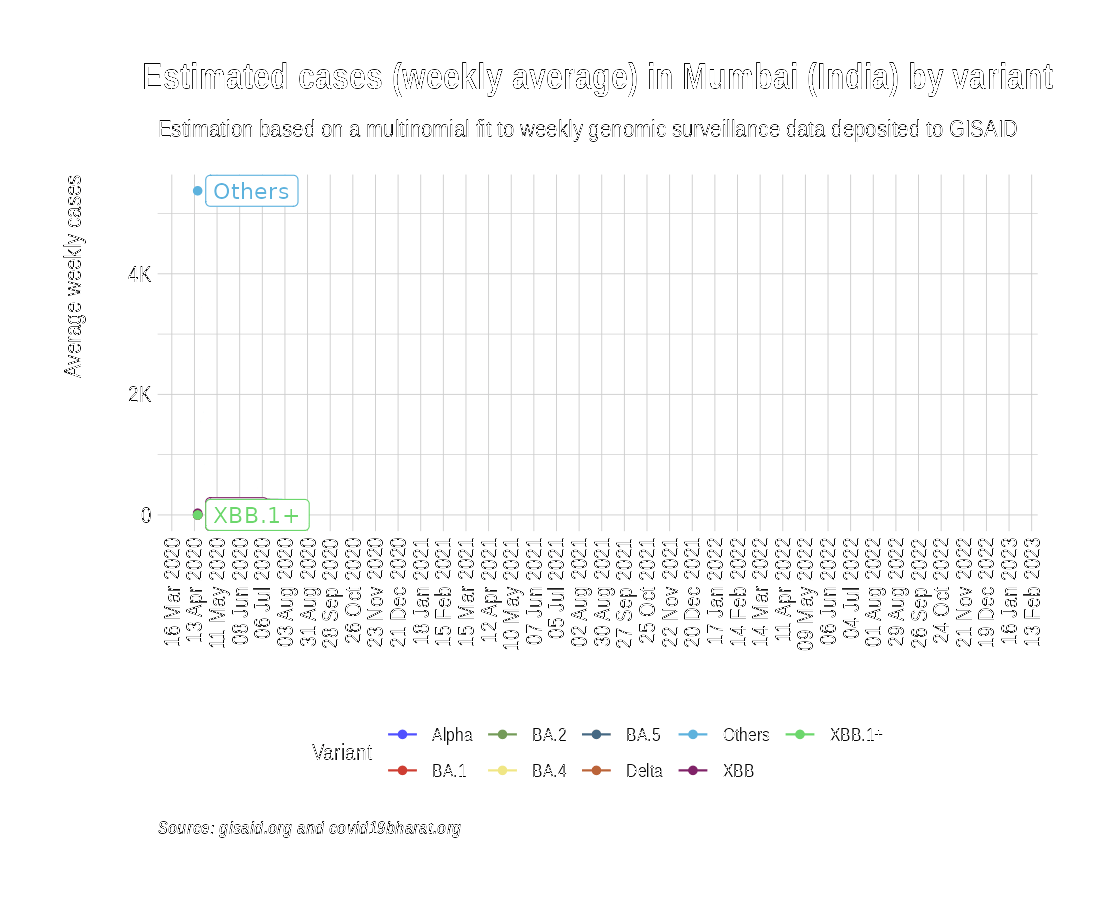 Estimated cases (weekly average) in Mumbai (India) by variant
Estimation based on a multinomial fit to weekly genomic surveillance data deposited to GISAID
Average weekly cases
Others
4K
2K
0
XBB.1+
16 Mar 2020
13 Apr 2020
11 May 2020
08 Jun 2020
06 Jul 2020
03 Aug 2020
31 Aug 2020
28 Sep 2020
26 Oct 2020
23 Nov 2020
21 Dec 2020
18 Jan 2021
15 Feb 2021
15 Mar 2021
12 Apr 2021
10 May 2021
07 Jun 2021
05 Jul 2021
02 Aug 2021
30 Aug 2021
27 Sep 2021
25 Oct 2021
22 Nov 2021
20 Dec 2021
17 Jan 2022
14 Feb 2022
14 Mar 2022
11 Apr 2022
09 May 2022
06 Jun 2022
04 Jul 2022
01 Aug 2022
29 Aug 2022
26 Sep 2022
24 Oct 2022
21 Nov 2022
19 Dec 2022
16 Jan 2023
13 Feb 2023
Variant
Alpha BA.2 BA.5 Others XBB.1+
BA.1 BA.4 Delta XBB
Source: gisaid.org and covid19bharat.org